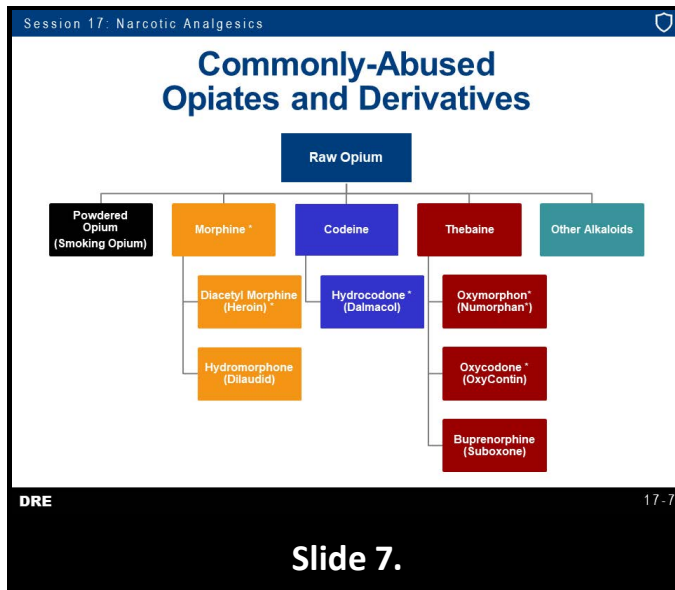 Session 17: Narcotic Analgesics
Commonly-Abused
Opiates and Derivatives
Raw Opium
Powdered
Opium
(Smoking Opium)
Morphine *
Codeine
Thebaine
Other Alkaloids
Diacetyl Morphine
(Heroin) *
Hydrocodone *
(Dalmacol)
Oxymorphon*
(Numorphan*)
Hydromorphone
(Dilaudid)
Oxycodone *
(OxyContin)
Buprenorphine
(Suboxone)
DRE
17-7
Slide 7.